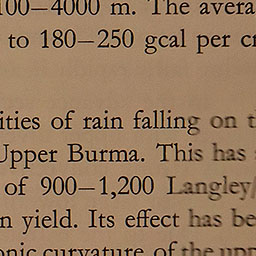 100–4000 m. The avera
to 180–250 gcal per c
ities of rain falling on t
Upper Burma. This has
of 900–1,200 Langley/
n yield. Its effect has be
onic curvature of the upp